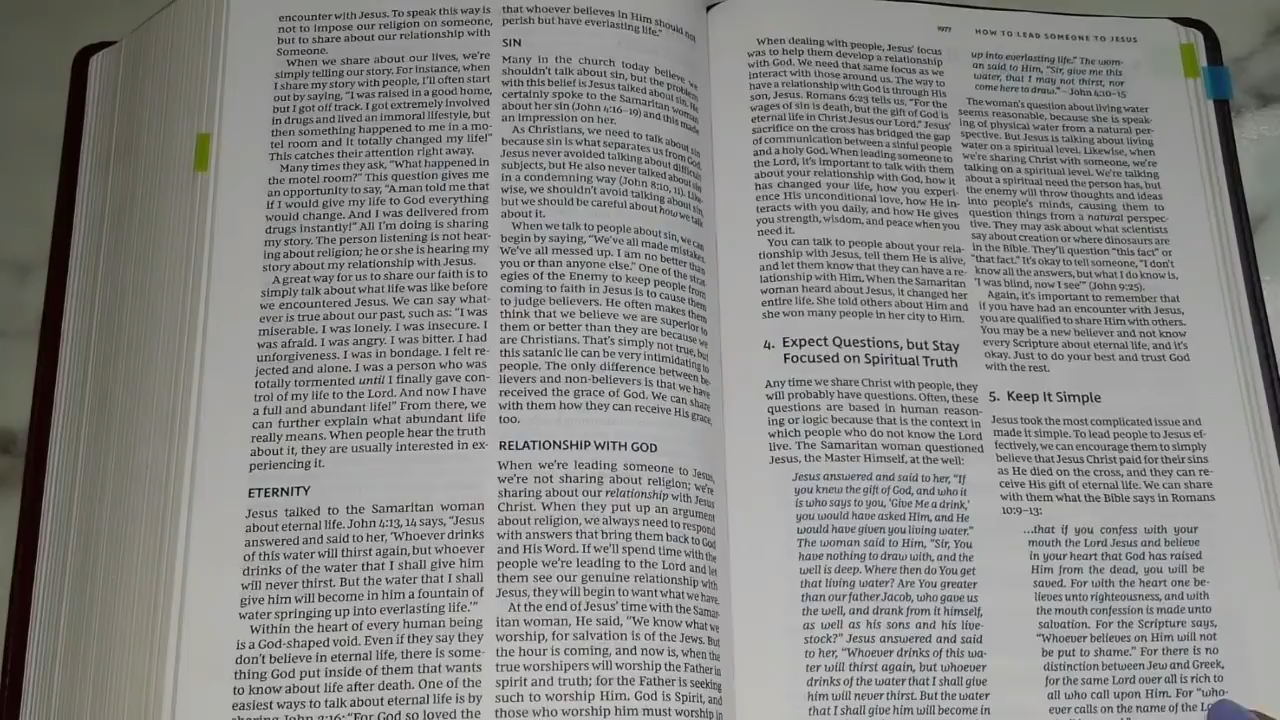 encounter with Jesus. To speak this way is
not to impose our religion on someone,
but to share about our relationship with
Someone.
When we share about our lives, we're
simply telling our story. For instance, when
I share my story with people, I'll often start
out by saying, "I was raised in a good home,
but I got off track. I got extremely involved
in drugs and lived an immoral lifestyle, but
then something happened to me in a mo-
tel room and it totally changed my life!"
This catches their attention right away.
Many times they ask, "What happened in
the motel room?" This question gives me
an opportunity to say, "A man told me that
if I would give my life to God everything
would change. And I was delivered from
drugs instantly!" All I'm doing is sharing
my story. The person listening is not hear-
ing about religion; he or she is hearing my
story about my relationship with Jesus.
A great way for us to share our faith is to
simply talk about what life was like before
we encountered Jesus. We can say what-
ever is true about our past, such as: "I was
miserable. I was lonely. I was insecure. I
was afraid. I was angry. I was bitter. I had
unforgiveness. I was in bondage. I felt re-
jected and alone. I was a person who was
totally tormented until I finally gave con-
trol of my life to the Lord. And now I have
a full and abundant life!" From there, we
can further explain what abundant life
really means. When people hear the truth
about it, they are usually interested in ex-
periencing it.
ETERNITY
Jesus talked to the Samaritan woman
about eternal life. John 4:13, 14 says, "Jesus
answered and said to her, 'Whoever drinks
of this water will thirst again, but whoever
drinks of the water that I shall give him
will never thirst. But the water that I shall
give him will become in him a fountain of
water springing up into everlasting life.'"
Within the heart of every human being
is a God-shaped void. Even if they say they
don't believe in eternal life, there is some-
thing God put inside of them that wants
to know about life after death. One of the
easiest ways to talk about eternal life is by
sharing John 3:16: "For God so loved the
that whoever believes in Him should not
perish but have everlasting life."
SIN
Many in the church today believe we
shouldn't talk about sin, but the problem
with this belief is Jesus talked about sin. He
certainly spoke to the Samaritan woman
about her sin (John 4:16–19) and this made
an impression on her.
As Christians, we need to talk about sin
because sin is what separates us from God.
Jesus never avoided talking about difficult
subjects, but He also never talked about sin
in a condemning way (John 8:10, 11). Like-
wise, we shouldn't avoid talking about sin,
but we should be careful about how we talk
about it.
When we talk to people about sin, we can
begin by saying, "We've all made mistakes.
We've all messed up. I am no better than
you or than anyone else." One of the strat-
egies of the Enemy to keep people from
coming to faith in Jesus is to cause them
to judge believers. He often makes them
think that we believe we are superior to
them or better than they are because we
are Christians. That's simply not true, but
this satanic lie can be very intimidating to
people. The only difference between be-
lievers and non-believers is that we have
received the grace of God. We can share
with them how they can receive His grace,
too.
RELATIONSHIP WITH GOD
When we're leading someone to Jesus,
we're not sharing about religion; we're
sharing about our relationship with Jesus
Christ. When they put up an argument
about religion, we always need to respond
with answers that bring them back to God
and His Word. If we'll spend time with the
people we're leading to the Lord and let
them see our genuine relationship with
Jesus, they will begin to want what we have.
At the end of Jesus' time with the Samar-
itan woman, He said, "We know what we
worship, for salvation is of the Jews. But
the hour is coming, and now is, when the
true worshipers will worship the Father in
spirit and truth; for the Father is seeking
such to worship Him. God is Spirit, and
those who worship him must worship in
1977 HOW TO LEAD SOMEONE TO JESUS
When dealing with people, Jesus' focus
was to help them develop a relationship
with God. We need that same focus as we
interact with those around us. The way to
have a relationship with God is through His
son, Jesus. Romans 6:23 tells us, "For the
wages of sin is death, but the gift of God is
eternal life in Christ Jesus our Lord." Jesus'
sacrifice on the cross has bridged the gap
of communication between a sinful people
and a holy God. When leading someone to
the Lord, it's important to talk with them
about your relationship with God, how it
has changed your life, how you experi-
ence His unconditional love, how He in-
teracts with you daily, and how He gives
you strength, wisdom, and peace when you
need it.
You can talk to people about your rela-
tionship with Jesus, tell them He is alive,
and let them know that they can have a re-
lationship with Him. When the Samaritan
woman heard about Jesus, it changed her
entire life. She told others about Him and
she won many people in her city to Him.
4. Expect Questions, but Stay
Focused on Spiritual Truth
Any time we share Christ with people, they
will probably have questions. Often, these
questions are based in human reason-
ing or logic because that is the context in
which people who do not know the Lord
live. The Samaritan woman questioned
Jesus, the Master Himself, at the well:
Jesus answered and said to her, "If
you knew the gift of God, and who it
is who says to you, 'Give Me a drink,'
you would have asked Him, and He
would have given you living water."
The woman said to Him, "Sir, You
have nothing to draw with, and the
well is deep. Where then do You get
that living water? Are You greater
than our father Jacob, who gave us
the well, and drank from it himself,
as well as his sons and his live-
stock?" Jesus answered and said
to her, "Whoever drinks of this wa-
ter will thirst again, but whoever
drinks of the water that I shall give
him will never thirst. But the water
that I shall give him will become in
up into everlasting life." The wom-
an said to Him, "Sir, give me this
water, that I may not thirst, nor
come here to draw."– John 4:10–15
The woman's question about living water
seems reasonable, because she is speak-
ing of physical water from a natural per-
spective. But Jesus is talking about living
water on a spiritual level. Likewise, when
we're sharing Christ with someone, we're
talking on a spiritual level. We're talking
about a spiritual need the person has, but
the enemy will throw thoughts and ideas
into people's minds, causing them to
question things from a natural perspec-
tive. They may ask about what scientists
say about creation or where dinosaurs are
in the Bible. They'll question "this fact" or
"that fact." It's okay to tell someone, "I don't
know all the answers, but what I do know is,
'I was blind, now I see'" (John 9:25).
Again, it's important to remember that
if you have had an encounter with Jesus,
you are qualified to share Him with others.
You may be a new believer and not know
every Scripture about eternal life, and it's
okay. Just to do your best and trust God
with the rest.
5. Keep It Simple
Jesus took the most complicated issue and
made it simple. To lead people to Jesus ef-
fectively, we can encourage them to simply
believe that Jesus Christ paid for their sins
as He died on the cross, and they can re-
ceive His gift of eternal life. We can share
with them what the Bible says in Romans
10:9–13:
...that if you confess with your
mouth the Lord Jesus and believe
in your heart that God has raised
Him from the dead, you will be
saved. For with the heart one be-
lieves unto righteousness, and with
the mouth confession is made unto
salvation. For the Scripture says,
"Whoever believes on Him will not
be put to shame." For there is no
distinction between Jew and Greek,
for the same Lord over all is rich to
all who call upon Him. For "who-
ever calls on the name of the